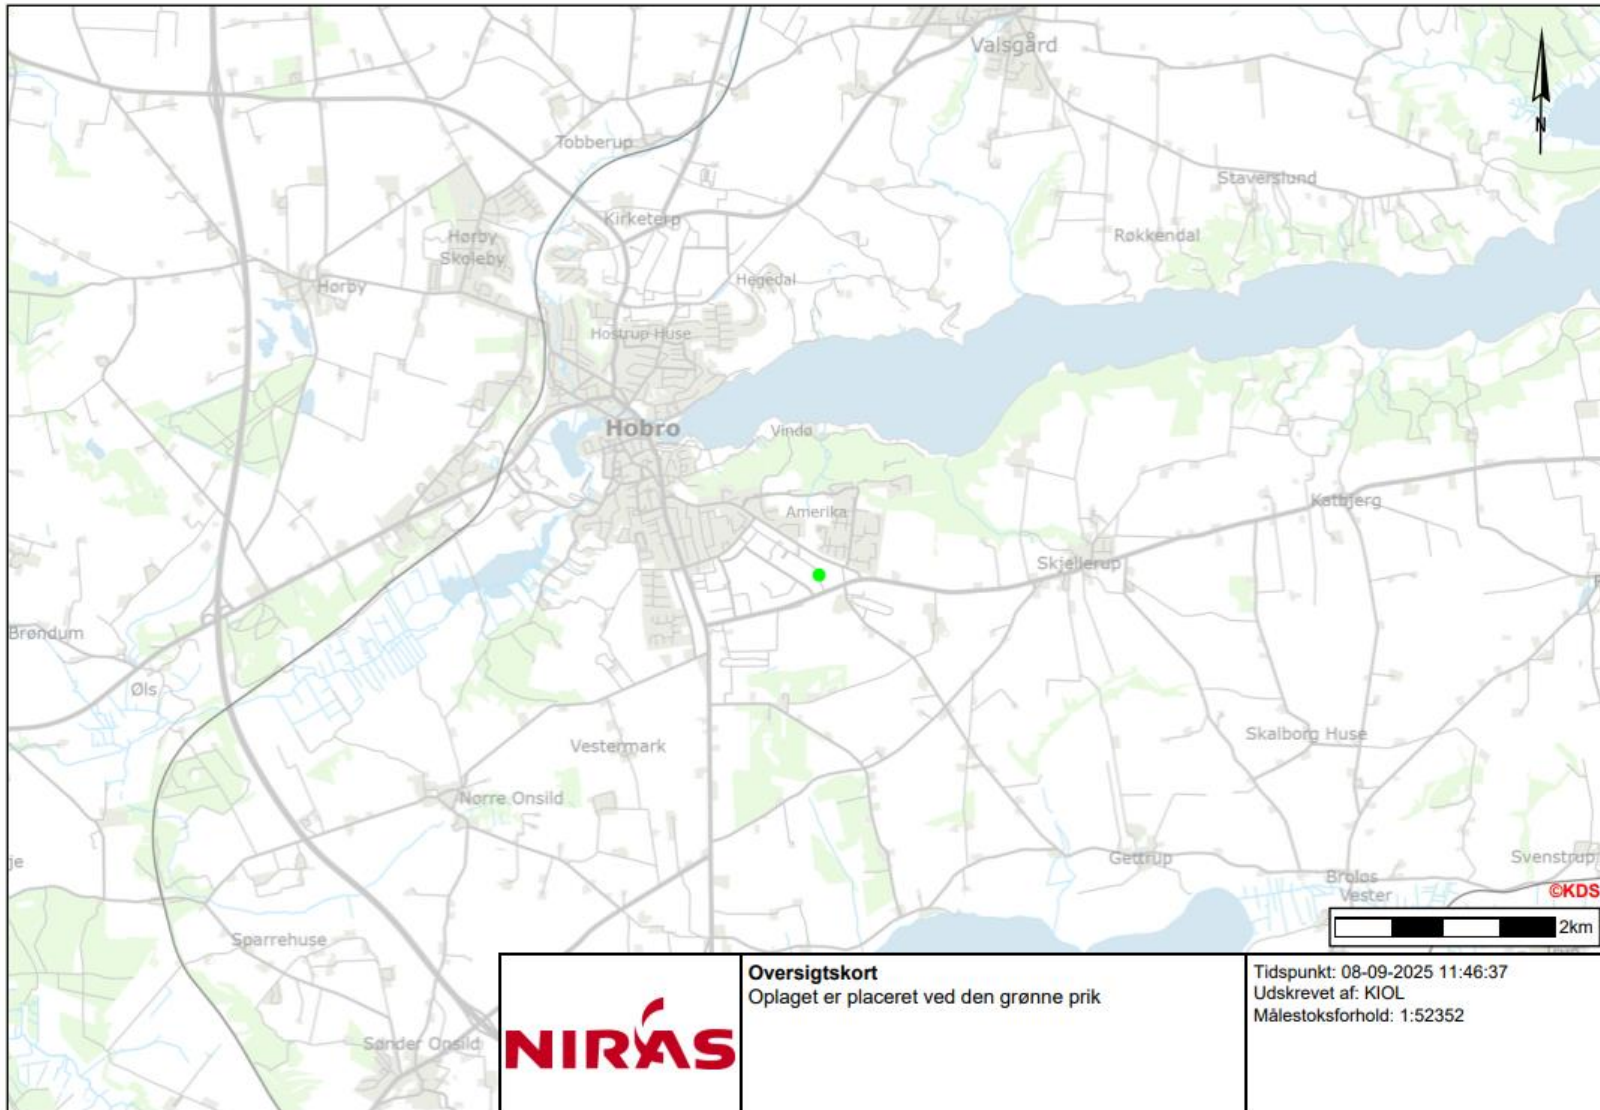 Valsgård
N
Tobberup
Staverslund
Kirketerp
Røkkendal
Hørby
Skoleby
Hegedal
Hørby
Hostrup Huse
Hobro
Vindø
Katbjerg
Amerika
Skjellerup
Brøndum
Øls
Skalborg Huse
Vestermark
Nørre Onsild
Gettrup
Svenstrup
je
Broløs
Vester
©KDS
2km
Sparrehuse
Sønder Onsild
NIRAS
Oversigtskort
Oplaget er placeret ved den grønne prik
Tidspunkt: 08-09-2025 11:46:37
Udskrevet af: KIOL
Målestoksforhold: 1:52352